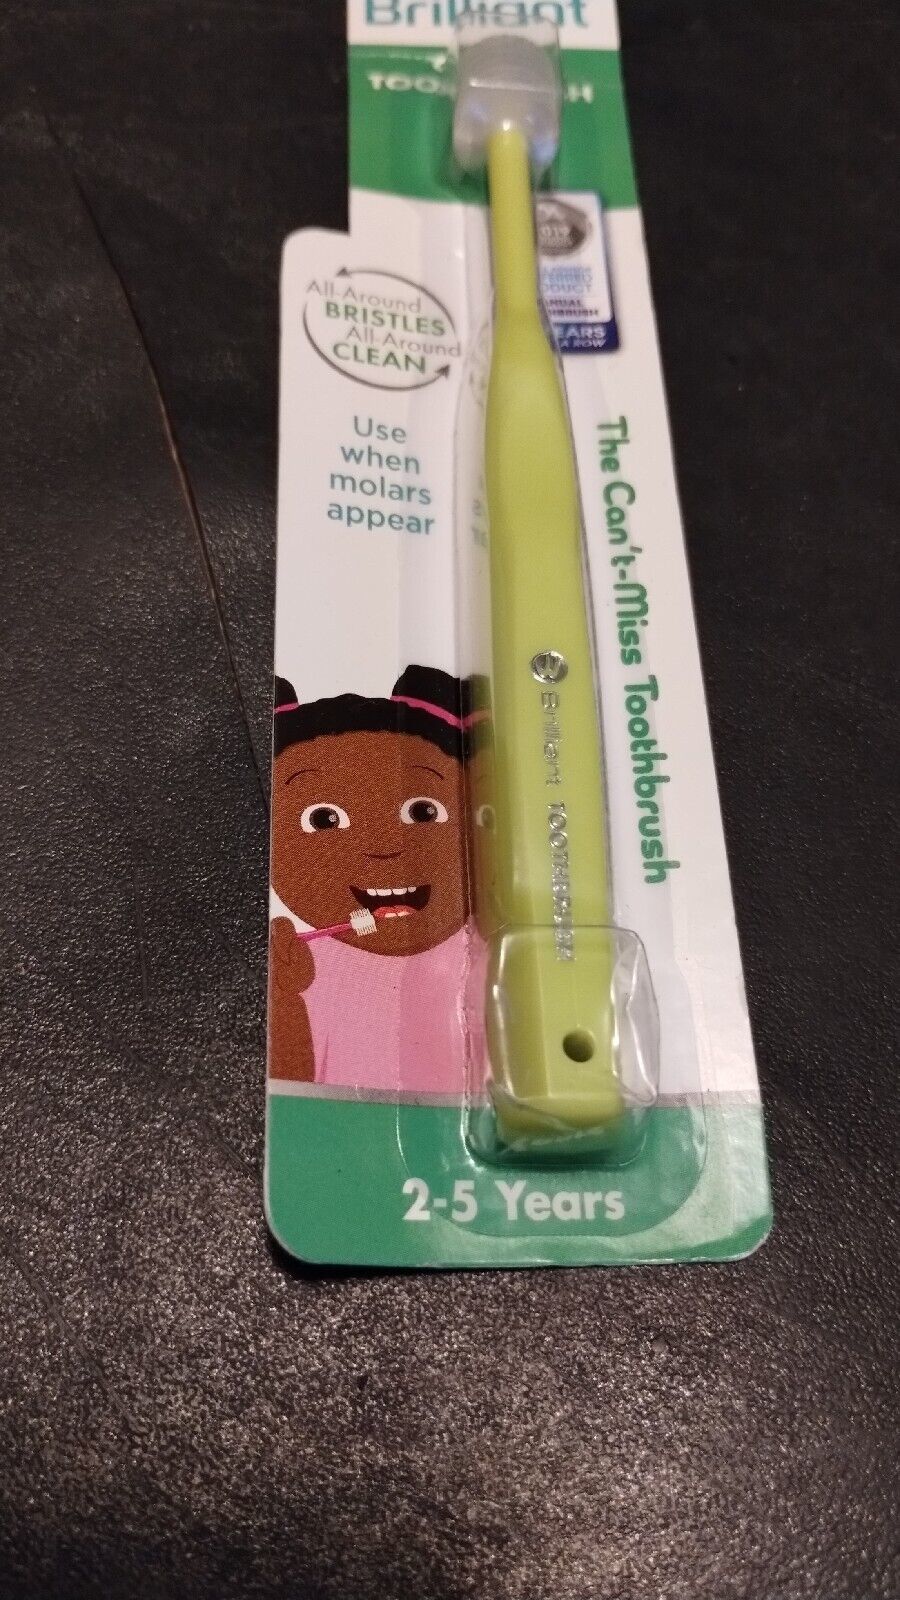 Brilliant
All-Around
BRISTLES
All-Around
CLEAN
2019
Use
when
molars
appear
The Can't-Miss Toothbrush
Brilliant TOOTHBRUSH
2-5 Years